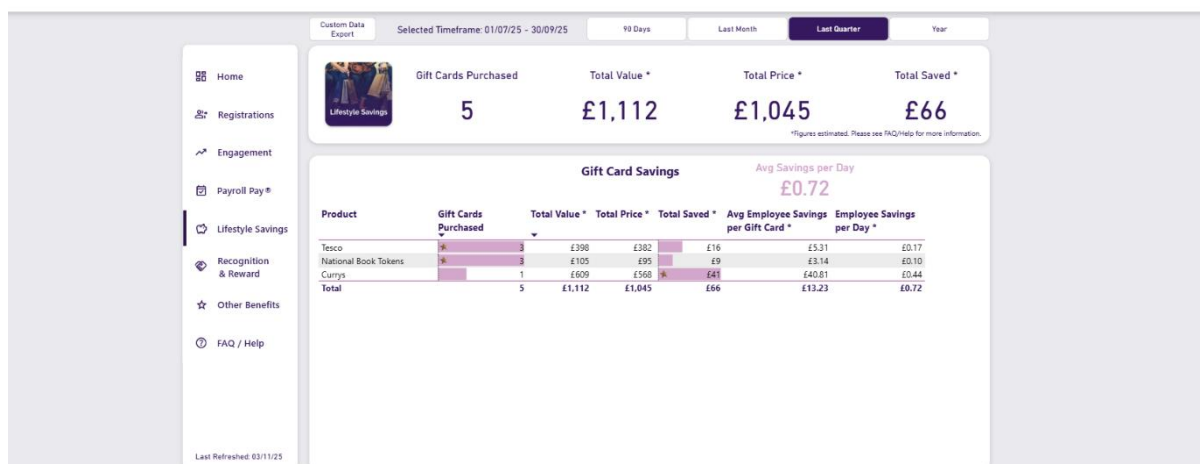 Custom Data Export
Selected Timeframe: 01/07/25 - 30/09/25
90 Days
Last Month
Last Quarter
Year
Home
Registrations
Engagement
Payroll Pay®
Lifestyle Savings
Recognition & Reward
Other Benefits
FAQ / Help
Last Refreshed: 03/11/25
Lifestyle Savings
Gift Cards Purchased Total Value * Total Price * Total Saved *
5 £1,112 £1,045 £66
*Figures estimated. Please see FAQ/Help for more information.
Gift Card Savings
Avg Savings per Day
£0.72
Product Gift Cards Purchased Total Value * Total Price * Total Saved * Avg Employee Savings per Gift Card * Employee Savings per Day *
Tesco 3 £398 £382 £16 £5.31 £0.17
National Book Tokens 3 £105 £95 £9 £3.14 £0.10
Currys 1 £609 £568 £41 £40.81 £0.44
Total 5 £1,112 £1,045 £66 £13.23 £0.72